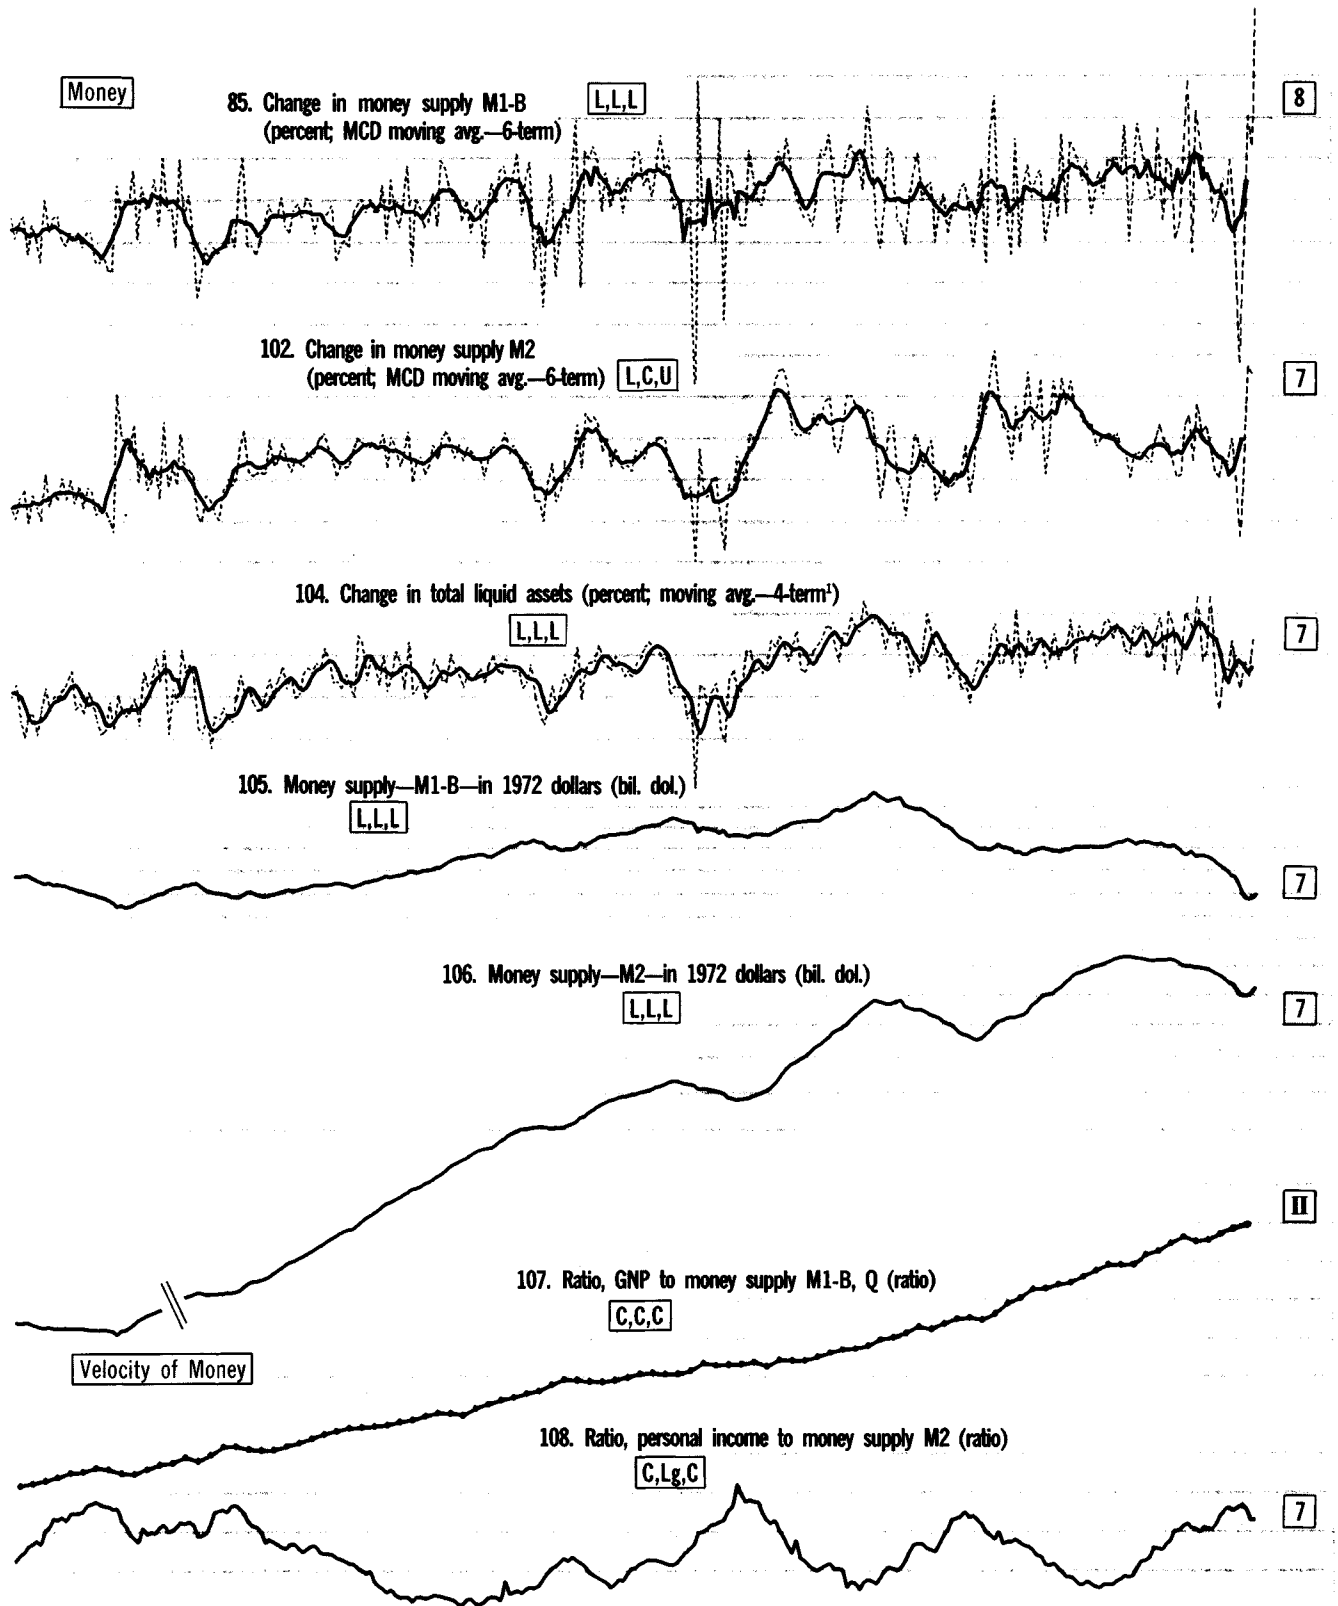 Money
85. Change in money supply M1-B L,L,L 8
(percent; MCD moving avg.—6-term)
102. Change in money supply M2
(percent; MCD moving avg.—6-term) L,C,U 7
104. Change in total liquid assets (percent; moving avg.—4-term¹)
L,L,L 7
105. Money supply—M1-B—in 1972 dollars (bil. dol.)
L,L,L
7
106. Money supply—M2—in 1972 dollars (bil. dol.)
L,L,L 7
II
107. Ratio, GNP to money supply M1-B, Q (ratio)
C,C,C
Velocity of Money
108. Ratio, personal income to money supply M2 (ratio)
C,Lg,C
7